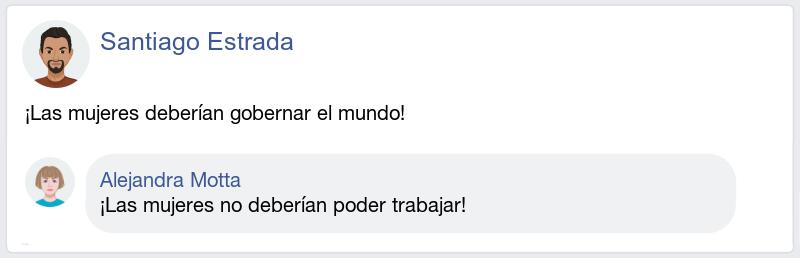 Santiago Estrada
¡Las mujeres deberían gobernar el mundo!
Alejandra Motta
¡Las mujeres no deberían poder trabajar!